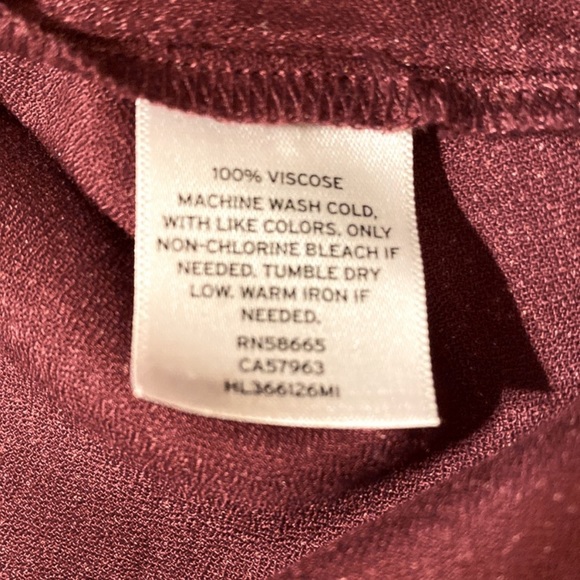 100% VISCOSE
MACHINE WASH COLD,
WITH LIKE COLORS, ONLY
NON-CHLORINE BLEACH IF
NEEDED. TUMBLE DRY
LOW. WARM IRON IF
NEEDED.
RN58665
CA57963
HL366126MI